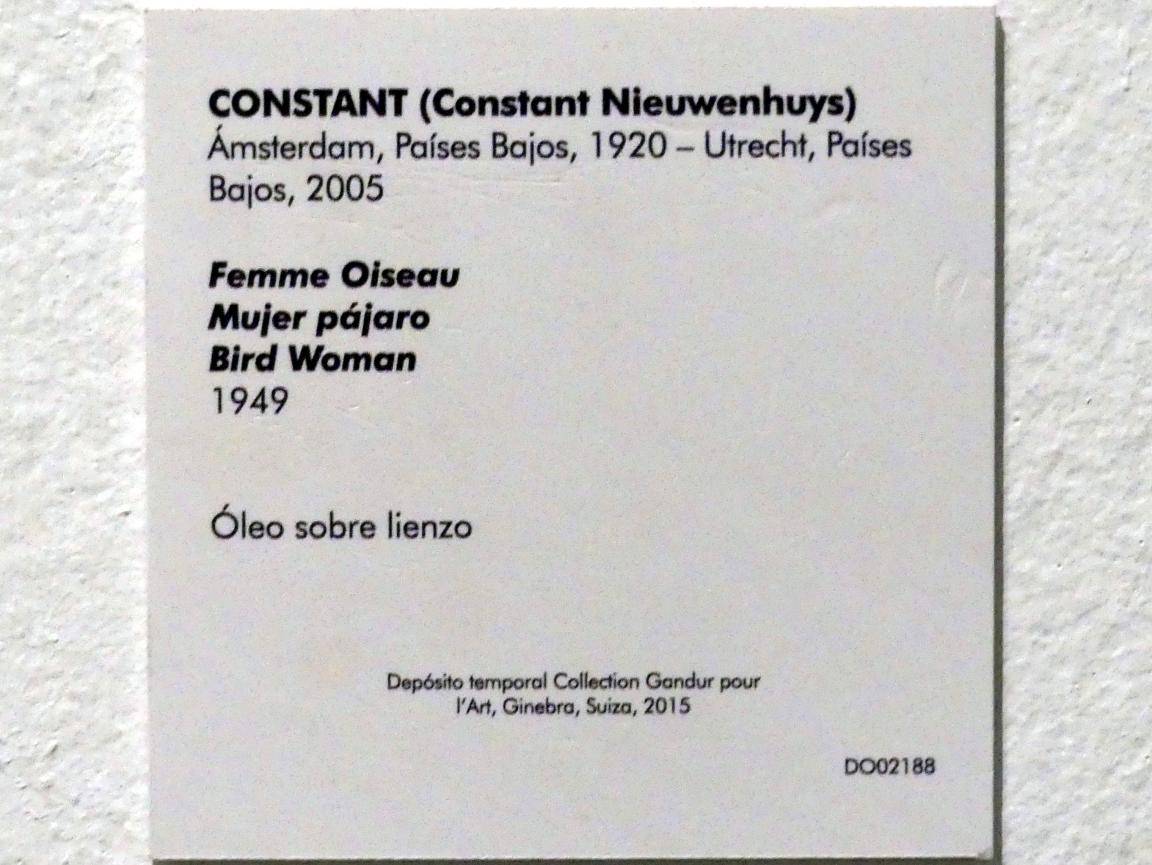 CONSTANT (Constant Nieuwenhuys)
Ámsterdam, Países Bajos, 1920 – Utrecht, Países
Bajos, 2005
Femme Oiseau
Mujer pájaro
Bird Woman
1949
Óleo sobre lienzo
Depósito temporal Collection Gandur pour
l'Art, Ginebra, Suiza, 2015
DO02188